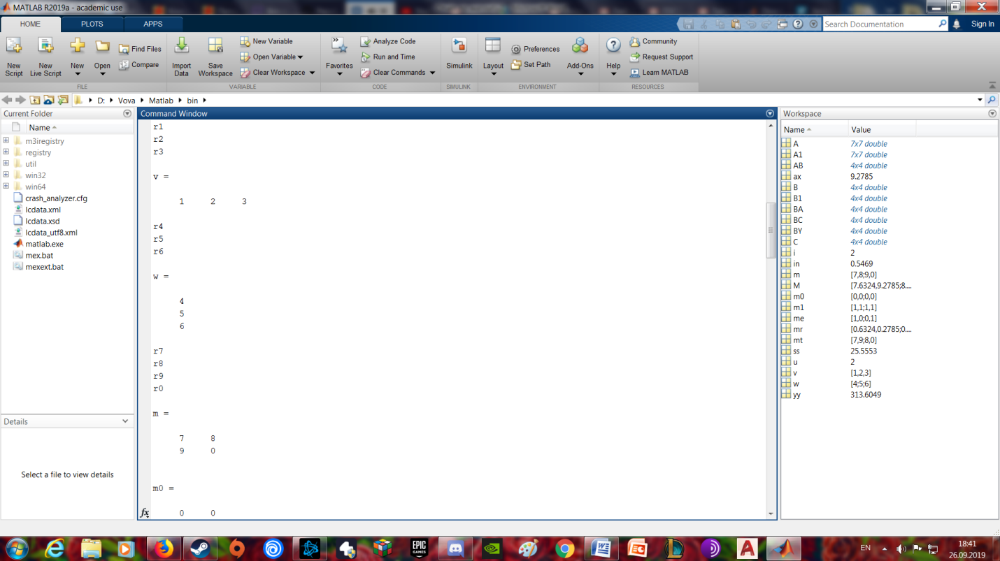 MATLAB R2019a - academic use
HOME PLOTS APPS
Search Documentation
Sign In
New Script
New Live Script
New
Open
Find Files
Compare
FILE
Import Data
Save Workspace
New Variable
Open Variable
Clear Workspace
VARIABLE
Favorites
Analyze Code
Run and Time
Clear Commands
CODE
Simulink
SIMULINK
Layout
Preferences
Set Path
Add-Ons
ENVIRONMENT
Help
Community
Request Support
Learn MATLAB
RESOURCES
D: Vova Matlab bin
Current Folder
Name
m3iregistry
registry
util
win32
win64
crash_analyzer.cfg
lcdata.xml
lcdata.xsd
lcdata_utf8.xml
matlab.exe
mex.bat
mexext.bat
Details
Select a file to view details
Command Window
r1
r2
r3
v =
1 2 3
r4
r5
r6
w =
4
5
6
r7
r8
r9
r0
m =
7 8
9 0
m0 =
fx 0 0
Workspace
Name Value
A 7x7 double
A1 7x7 double
AB 4x4 double
ax 9.2785
B 4x4 double
B1 4x4 double
BA 4x4 double
BC 4x4 double
BY 4x4 double
C 4x4 double
i 2
in 0.5469
m [7,8;9,0]
M [7.6324,9.2785;8....
m0 [0,0;0,0]
m1 [1,1;1,1]
me [1,0;0,1]
mr [0.6324,0.2785;0....
mt [7,9;8,0]
ss 25.5553
u 2
v [1,2,3]
w [4;5;6]
yy 313.6049
EPIC GAMES
EN
18:41
26.09.2019